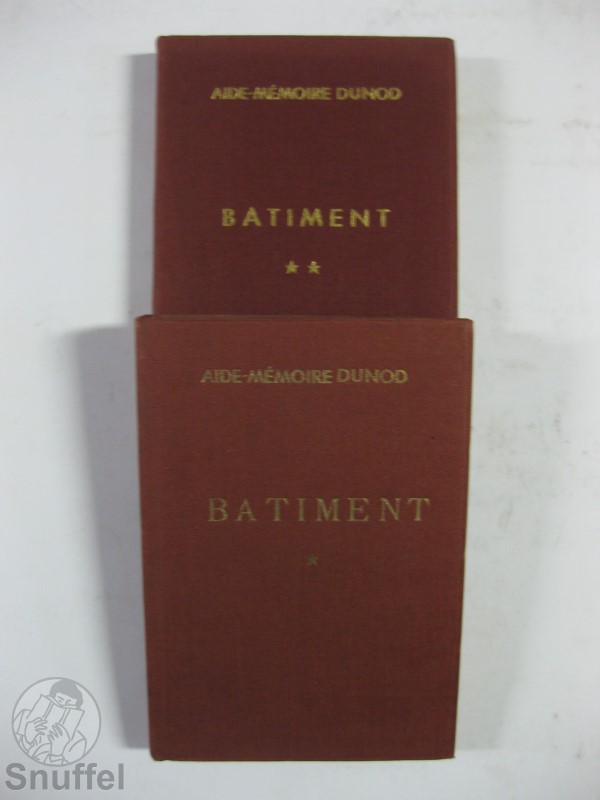 AIDE-MÉMOIRE DUNOD
BATIMENT
★ ★
AIDE-MÉMOIRE DUNOD
BATIMENT
★
Snuffel